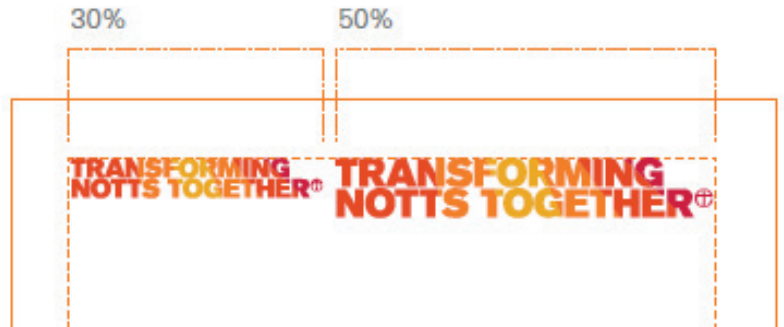 30% 50%
TRANSFORMING
NOTTS TOGETHER
TRANSFORMING
NOTTS TOGETHER